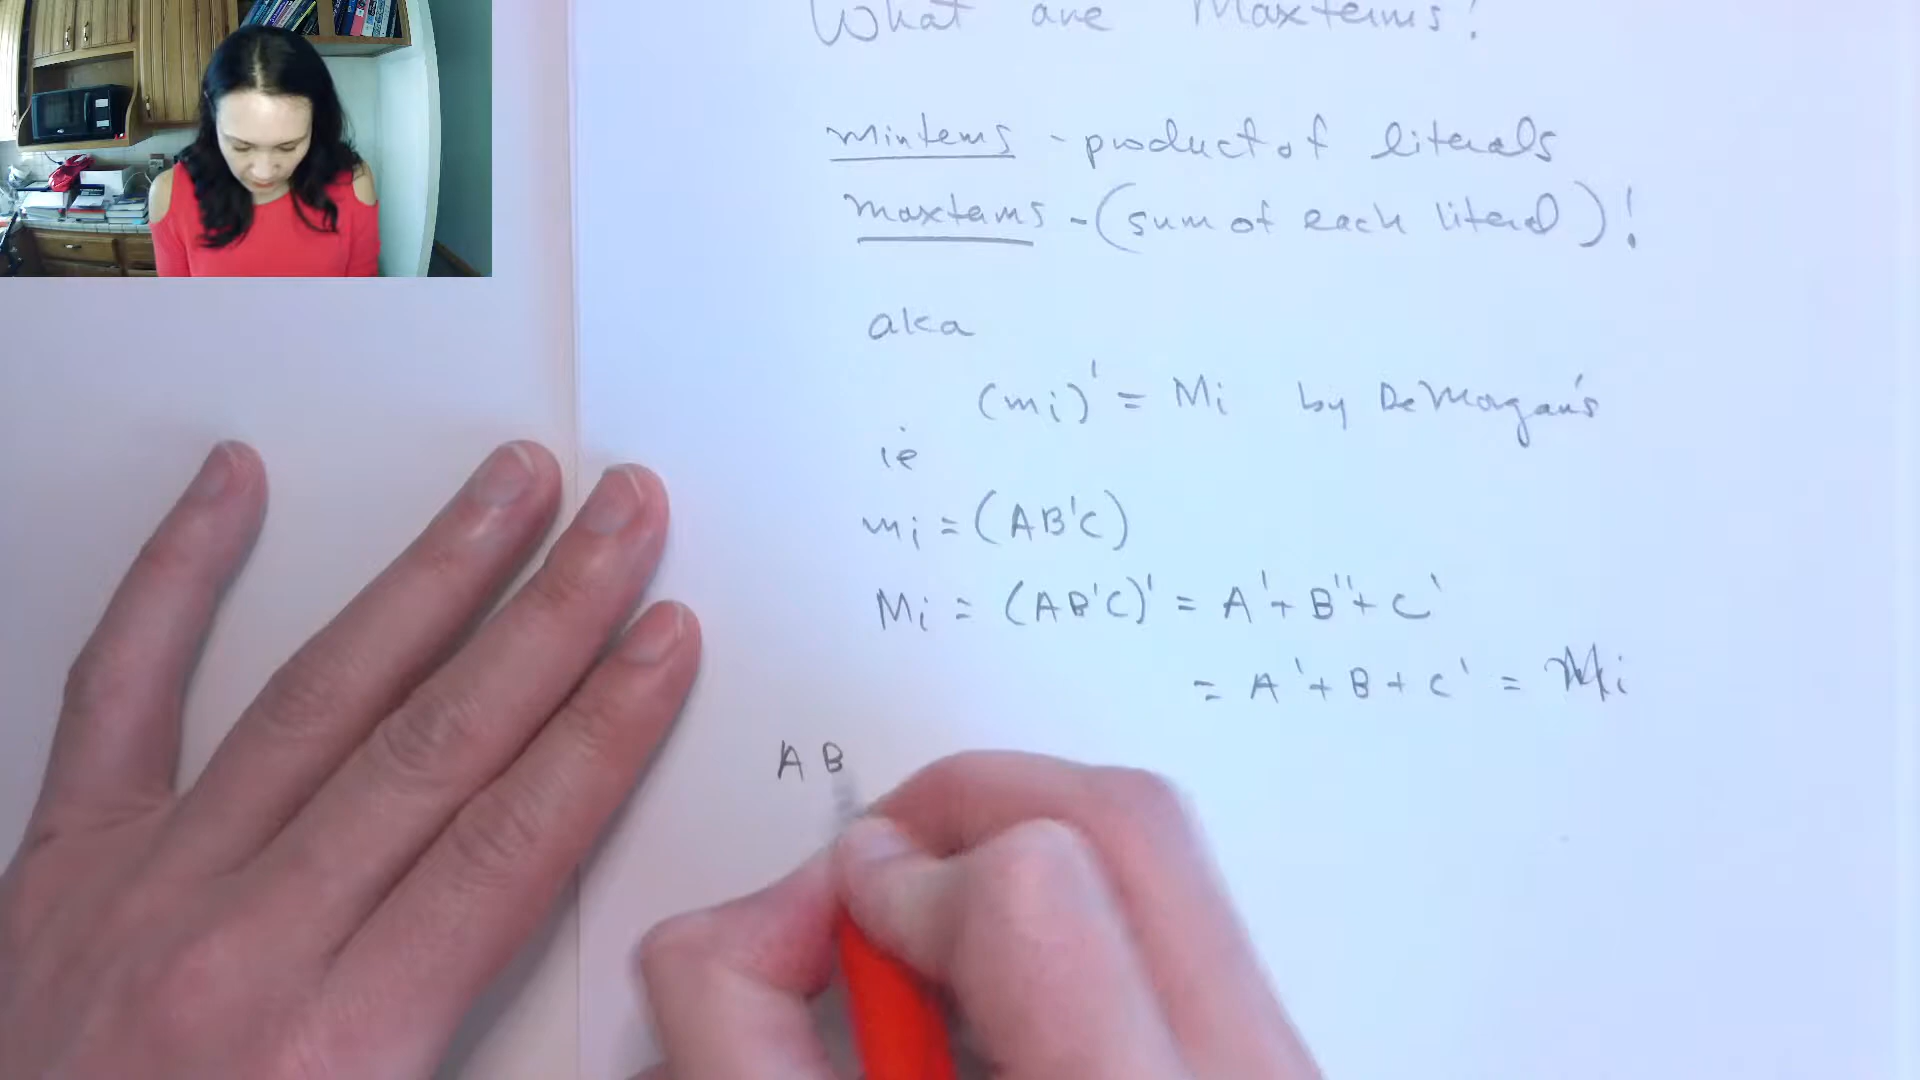 What are Maxterms?
minterms - product of literals
maxterms - (sum of each literal)!
aka
(mi)' = Mi by DeMorgan's
ie
mi = (AB'C)
Mi = (AB'C)' = A' + B'' + C'
= A' + B + C' = Mi
A B